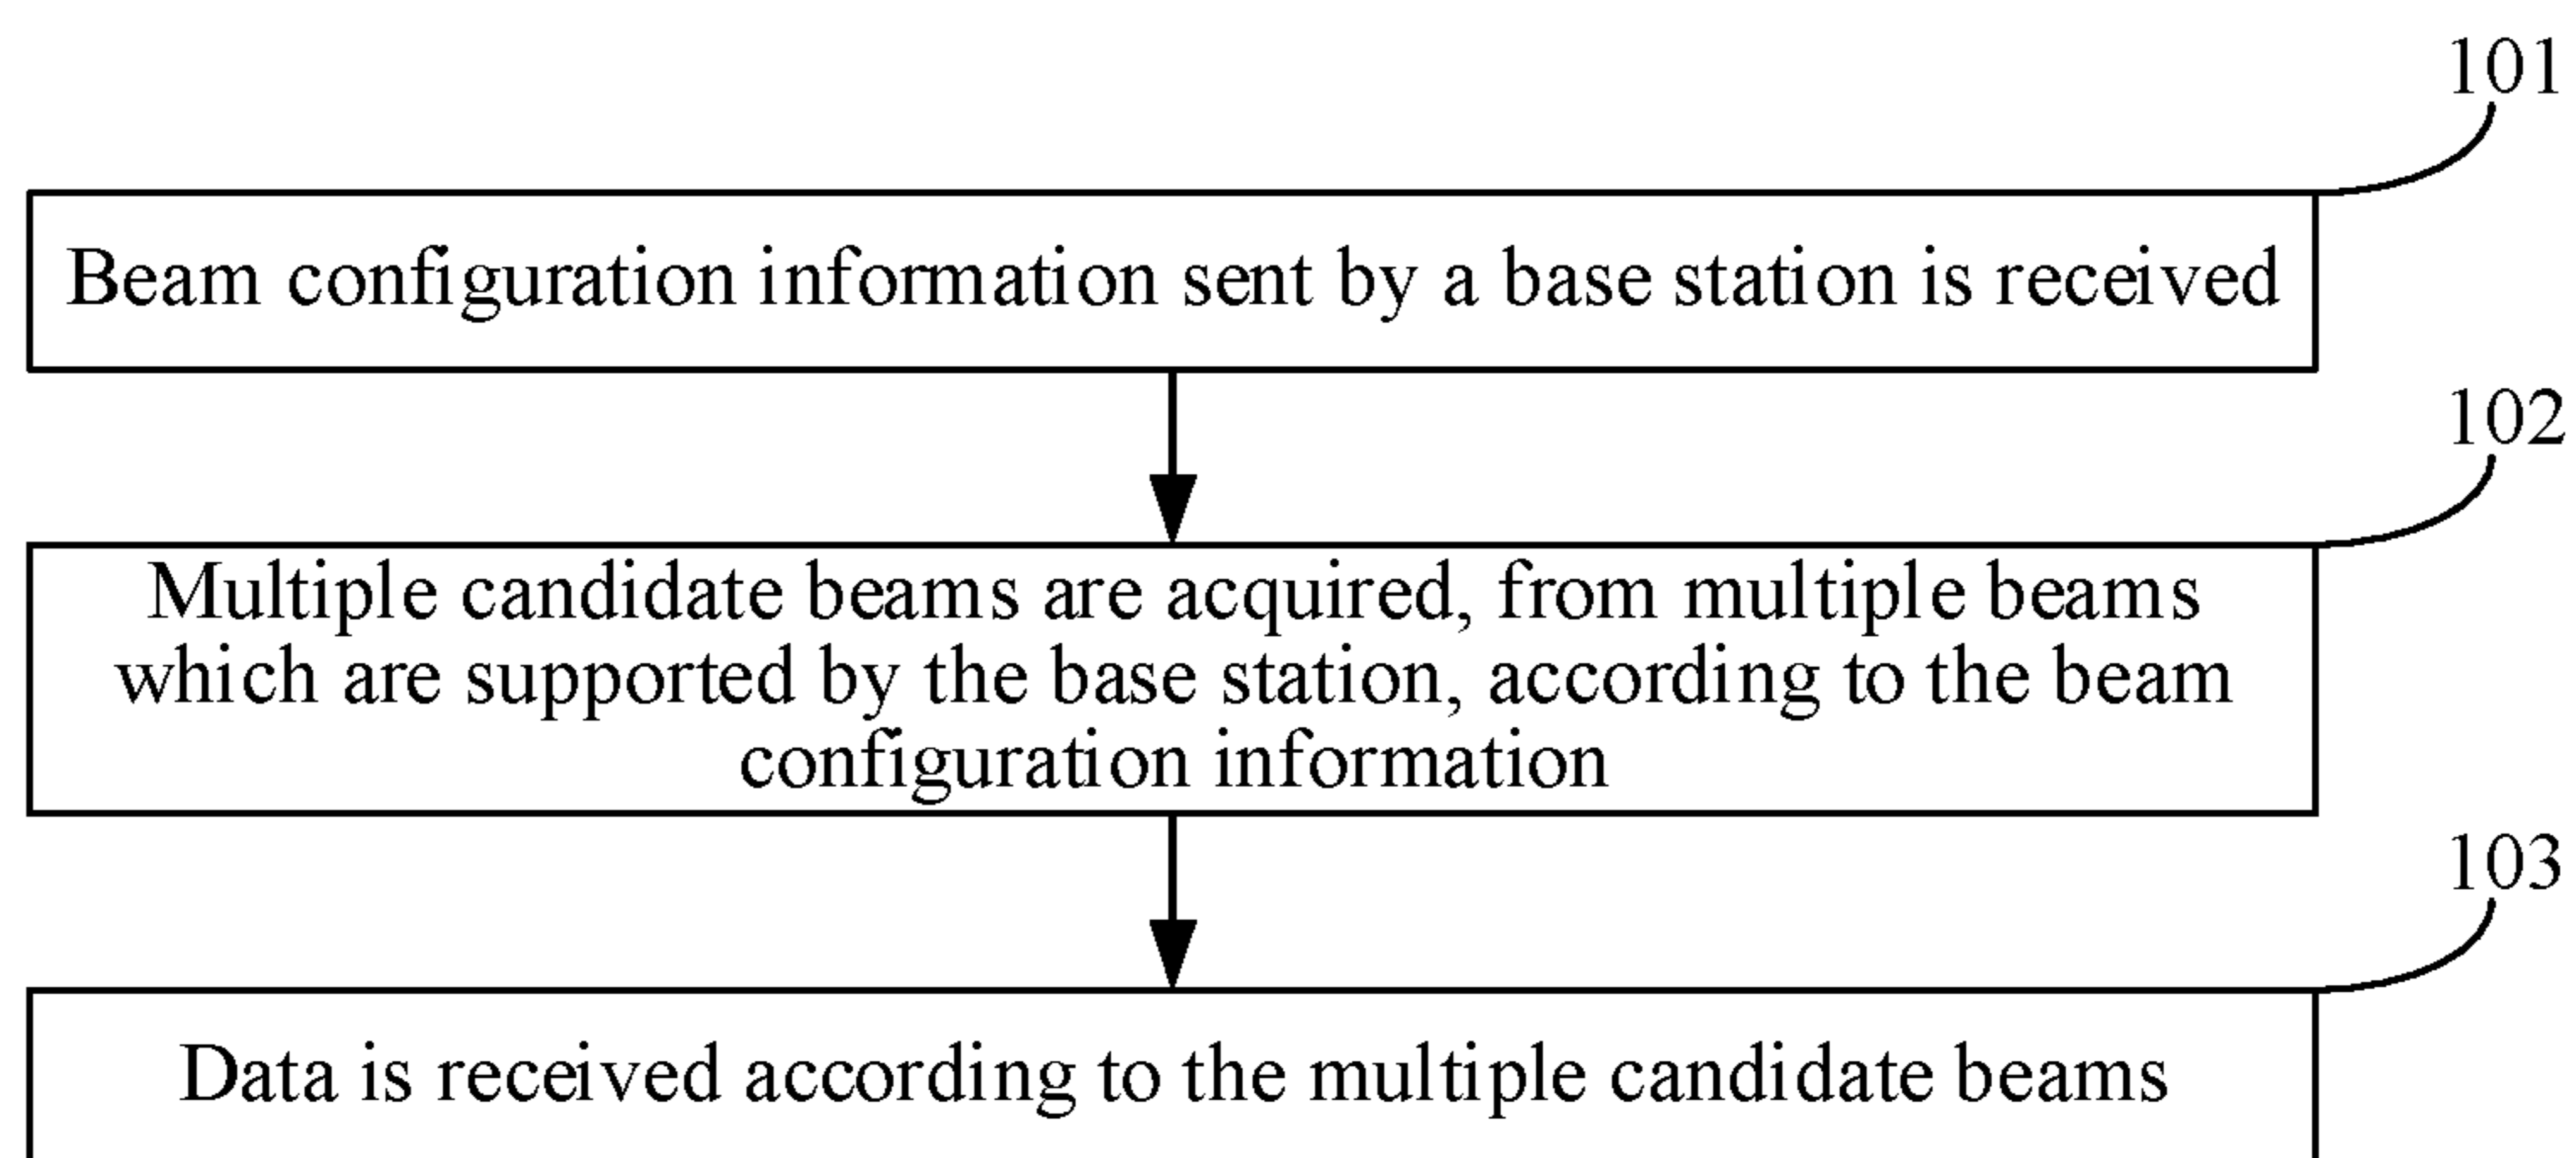 101
Beam configuration information sent by a base station is received
102
Multiple candidate beams are acquired, from multiple beams
which are supported by the base station, according to the beam
configuration information
103
Data is received according to the multiple candidate beams